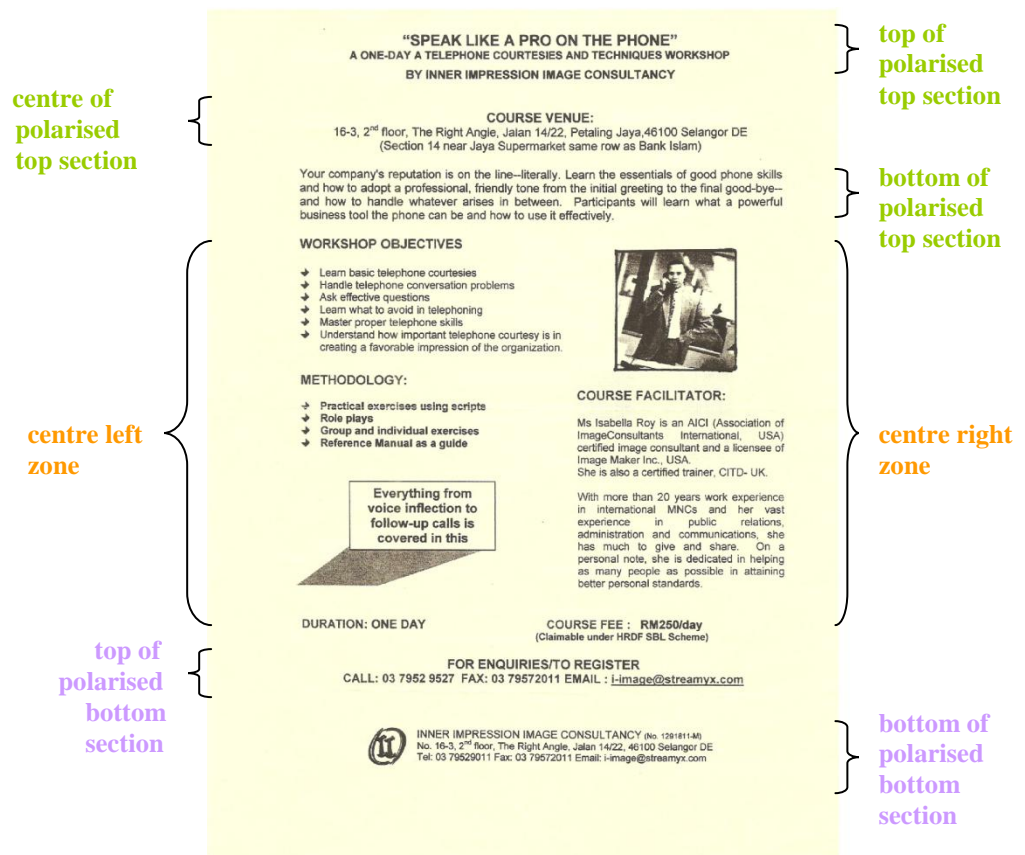 "SPEAK LIKE A PRO ON THE PHONE"
A ONE-DAY A TELEPHONE COURTESIES AND TECHNIQUES WORKSHOP
BY INNER IMPRESSION IMAGE CONSULTANCY
top of
polarised
top section
centre of
polarised
top section
COURSE VENUE:
16-3, 2nd floor, The Right Angle, Jalan 14/22, Petaling Jaya,46100 Selangor DE
(Section 14 near Jaya Supermarket same row as Bank Islam)
Your company's reputation is on the line--literally. Learn the essentials of good phone skills
and how to adopt a professional, friendly tone from the initial greeting to the final good-bye--
and how to handle whatever arises in between. Participants will learn what a powerful
business tool the phone can be and how to use it effectively.
bottom of
polarised
top section
WORKSHOP OBJECTIVES
Learn basic telephone courtesies
Handle telephone conversation problems
Ask effective questions
Learn what to avoid in telephoning
Master proper telephone skills
Understand how important telephone courtesy is in
creating a favorable impression of the organization.
METHODOLOGY:
Practical exercises using scripts
Role plays
Group and individual exercises
Reference Manual as a guide
centre left
zone
Everything from
voice inflection to
follow-up calls is
covered in this
COURSE FACILITATOR:
Ms Isabella Roy is an AICI (Association of
ImageConsultants International, USA)
certified image consultant and a licensee of
Image Maker Inc., USA.
She is also a certified trainer, CITD- UK.
With more than 20 years work experience
in international MNCs and her vast
experience in public relations,
administration and communications, she
has much to give and share. On a
personal note, she is dedicated in helping
as many people as possible in attaining
better personal standards.
centre right
zone
DURATION: ONE DAY
COURSE FEE : RM250/day
(Claimable under HRDF SBL Scheme)
top of
polarised
bottom
section
FOR ENQUIRIES/TO REGISTER
CALL: 03 7952 9527 FAX: 03 79572011 EMAIL : i-image@streamyx.com
INNER IMPRESSION IMAGE CONSULTANCY (No. 1291811-M)
No. 16-3, 2nd floor, The Right Angle, Jalan 14/22, 46100 Selangor DE
Tel: 03 79529011 Fax: 03 79572011 Email: i-image@streamyx.com
bottom of
polarised
bottom
section